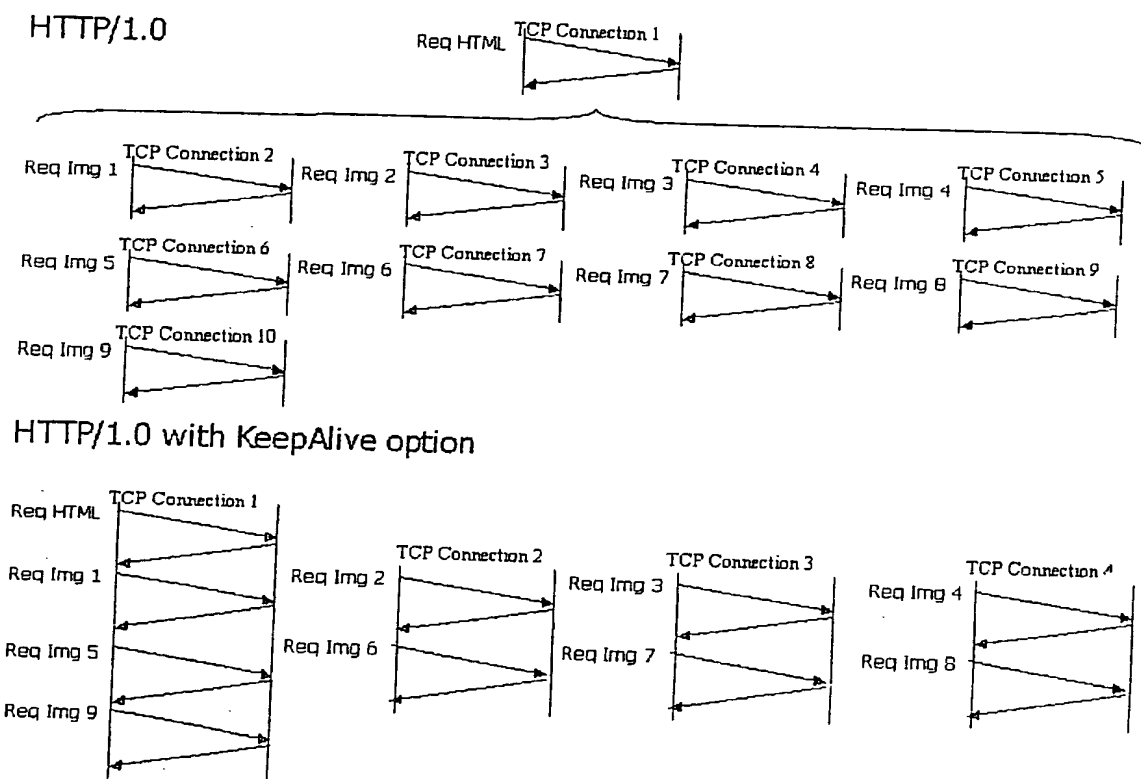 HTTP/1.0
Req HTML
TCP Connection 1
Req Img 1
TCP Connection 2
Req Img 2
TCP Connection 3
Req Img 3
TCP Connection 4
Req Img 4
TCP Connection 5
Req Img 5
TCP Connection 6
Req Img 6
TCP Connection 7
Req Img 7
TCP Connection 8
Req Img 8
TCP Connection 9
Req Img 9
TCP Connection 10
HTTP/1.0 with KeepAlive option
TCP Connection 1
Req HTML
Req Img 1
Req Img 5
Req Img 9
TCP Connection 2
Req Img 2
Req Img 6
TCP Connection 3
Req Img 3
Req Img 7
TCP Connection 4
Req Img 4
Req Img 8